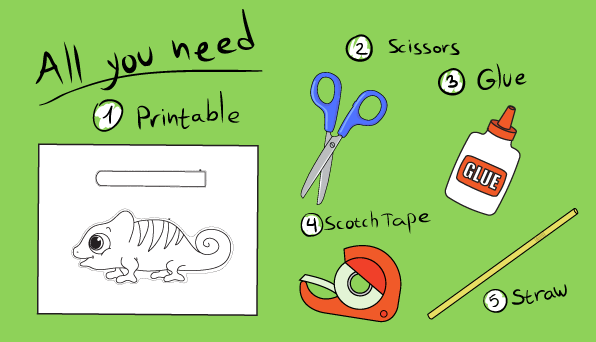 All you need
1 Printable
2 Scissors
3 Glue
GLUE
4 Scotch Tape
5 Straw